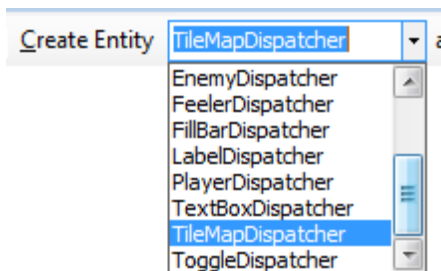 Create Entity TileMapDispatcher a
EnemyDispatcher
FeelerDispatcher
FillBarDispatcher
LabelDispatcher
PlayerDispatcher
TextBoxDispatcher
TileMapDispatcher
ToggleDispatcher